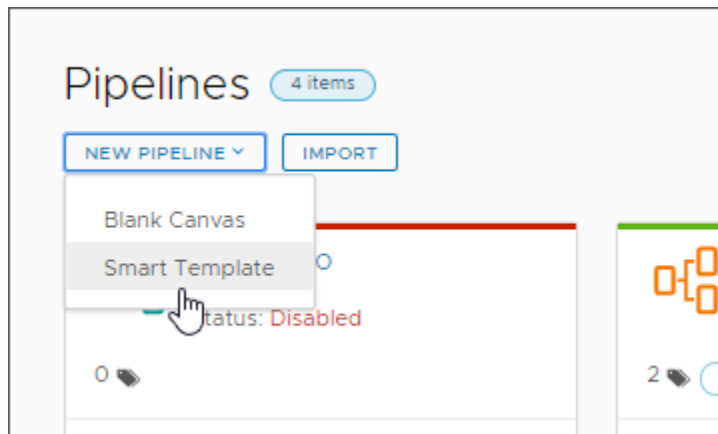 Pipelines 4 items
NEW PIPELINE IMPORT
Blank Canvas
Smart Template
Status: Disabled
0
2